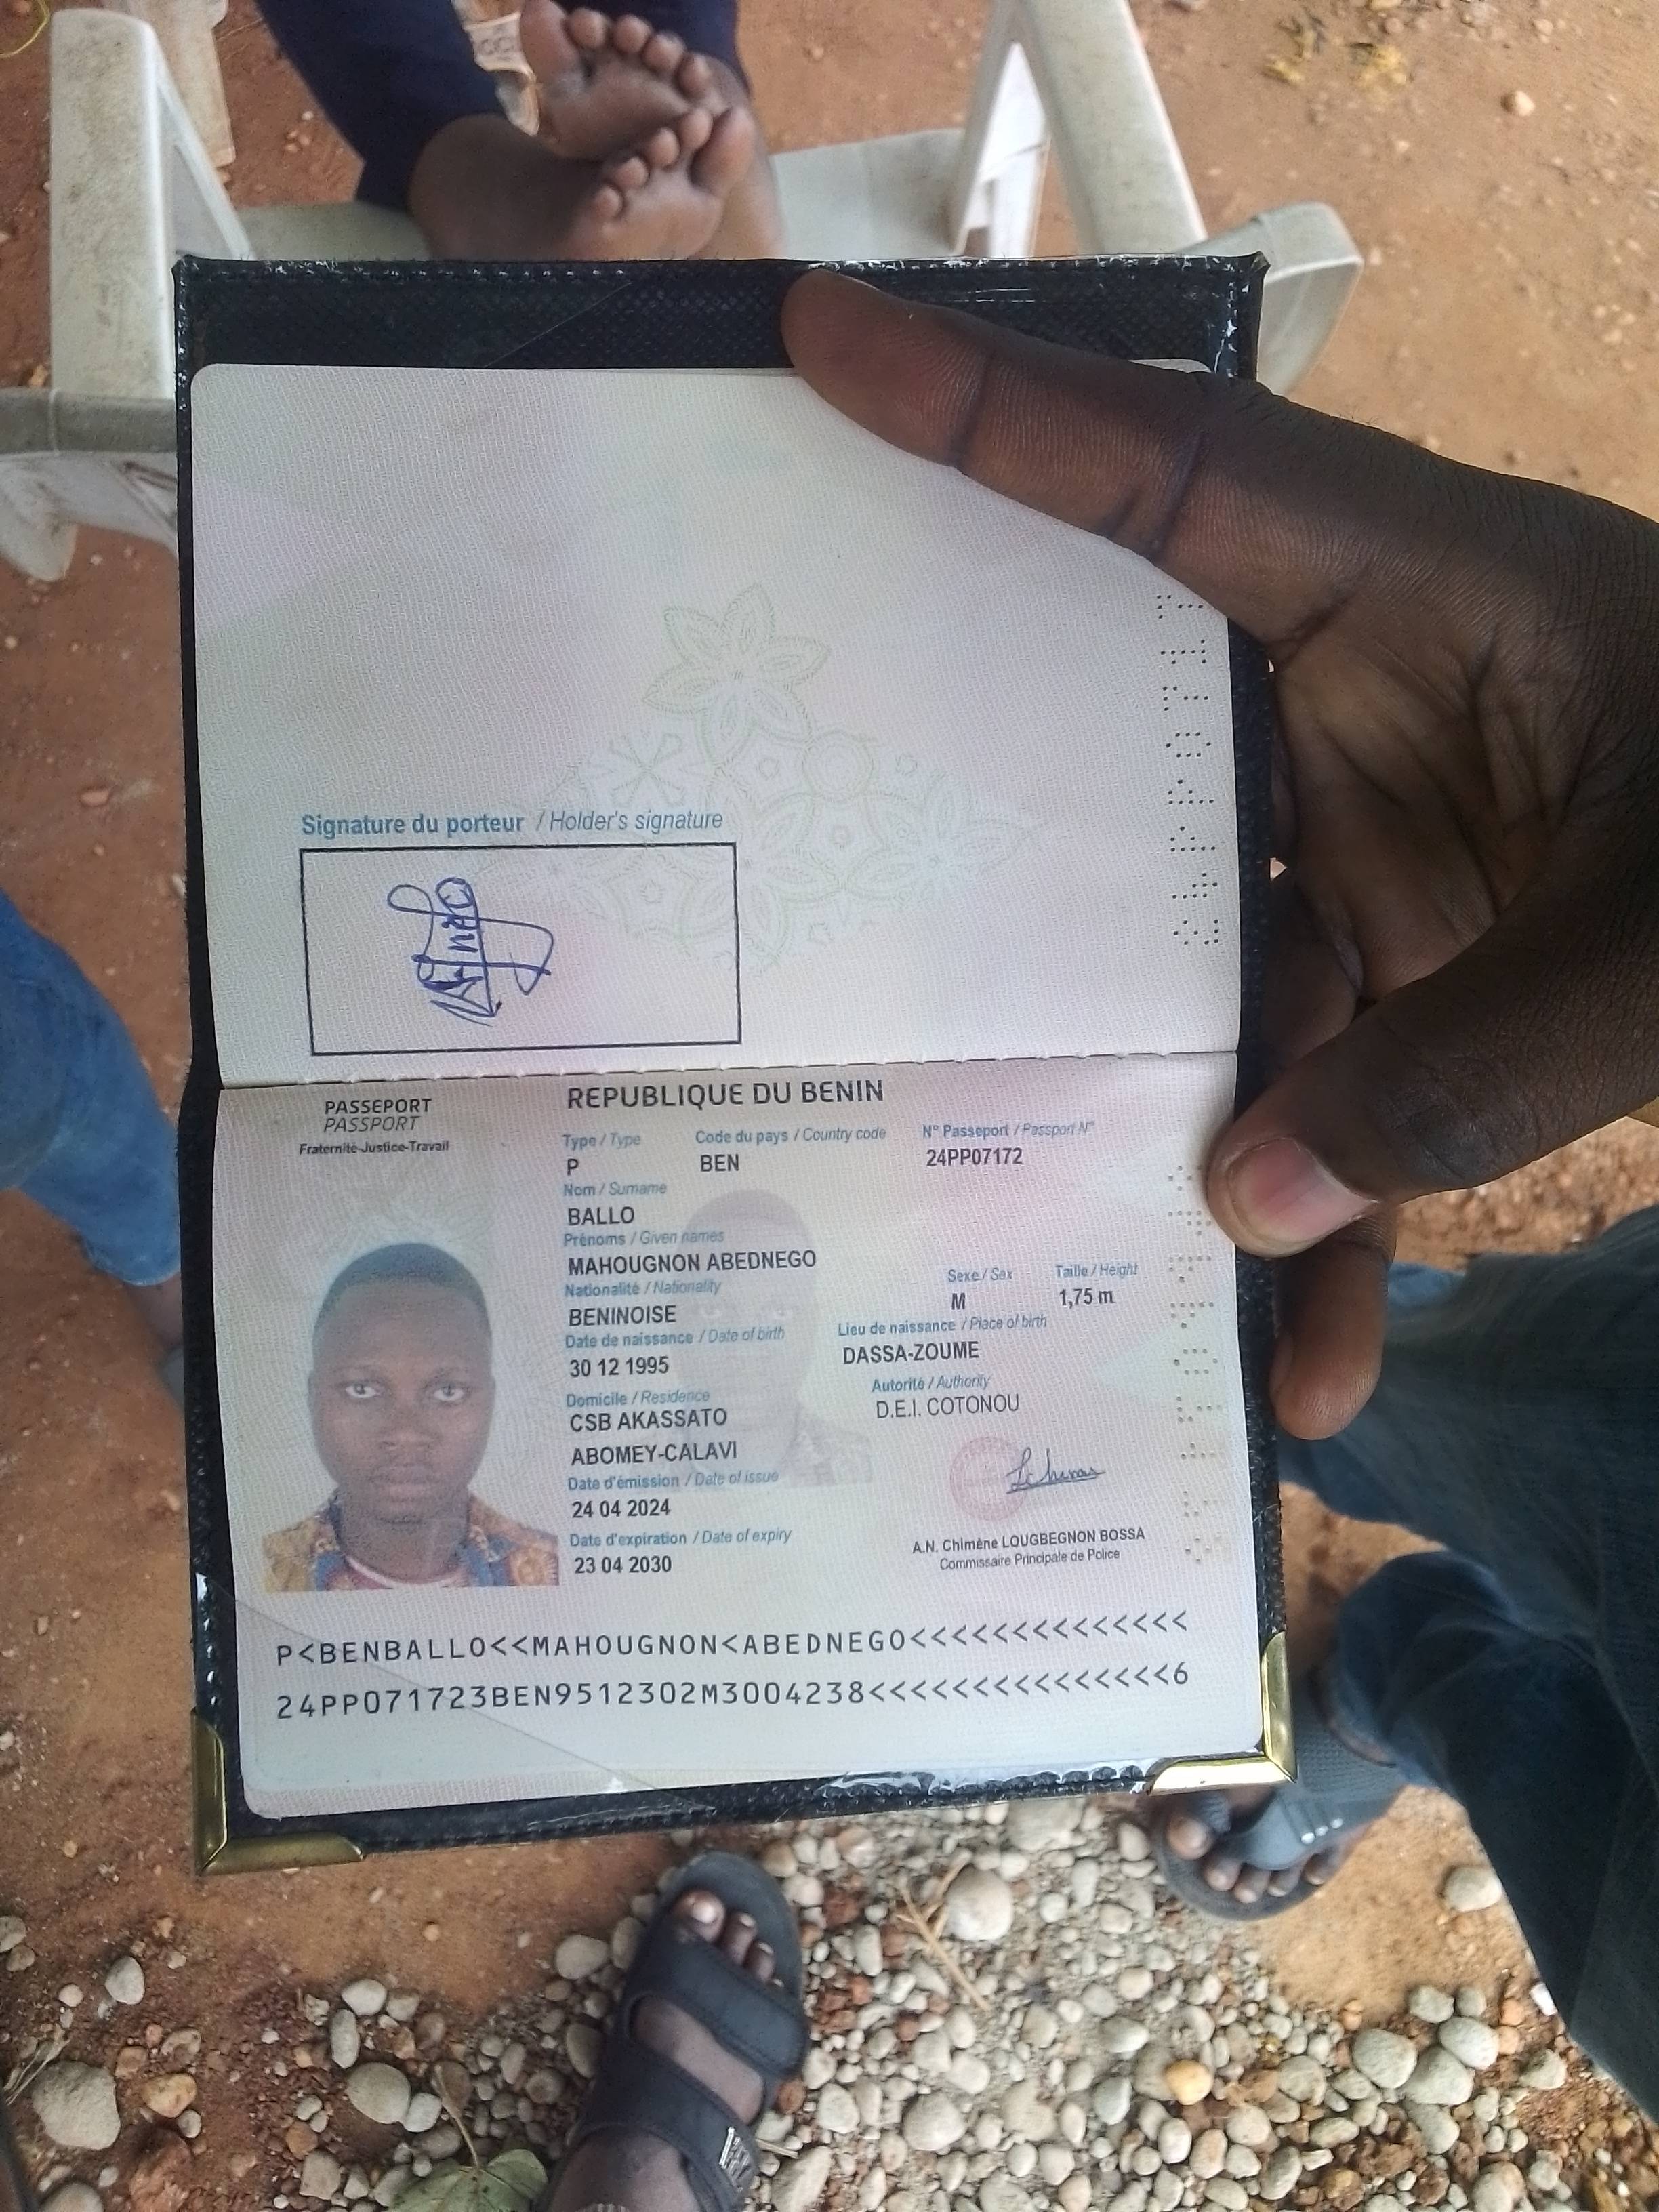 Signature du porteur / Holder's signature
REPUBLIQUE DU BENIN
PASSEPORT
PASSPORT
Fraternité-Justice-Travail
Type / Type
Code du pays / Country code
N° Passeport / Passport N°
P
BEN
24PP07172
Nom / Surname
BALLO
Prénoms / Given names
MAHOUGNON ABEDNEGO
Nationalité / Nationality
Sexe / Sex
Taille / Height
BENINOISE
M
1,75 m
Date de naissance / Date of birth
Lieu de naissance / Place of birth
30 12 1995
DASSA-ZOUME
Domicile / Residence
Autorité / Authority
CSB AKASSATO
D.E.I. COTONOU
ABOMEY-CALAVI
Date d'émission / Date of issue
24 04 2024
Date d'expiration / Date of expiry
23 04 2030
A.N. Chimène LOUGBEGNON BOSSA
Commissaire Principale de Police
P<BENBALLO<<MAHOUGNON<ABEDNEGO<<<<<<<<<<<<<<
24PP071723BEN9512302M3004238<<<<<<<<<<<<<<<6